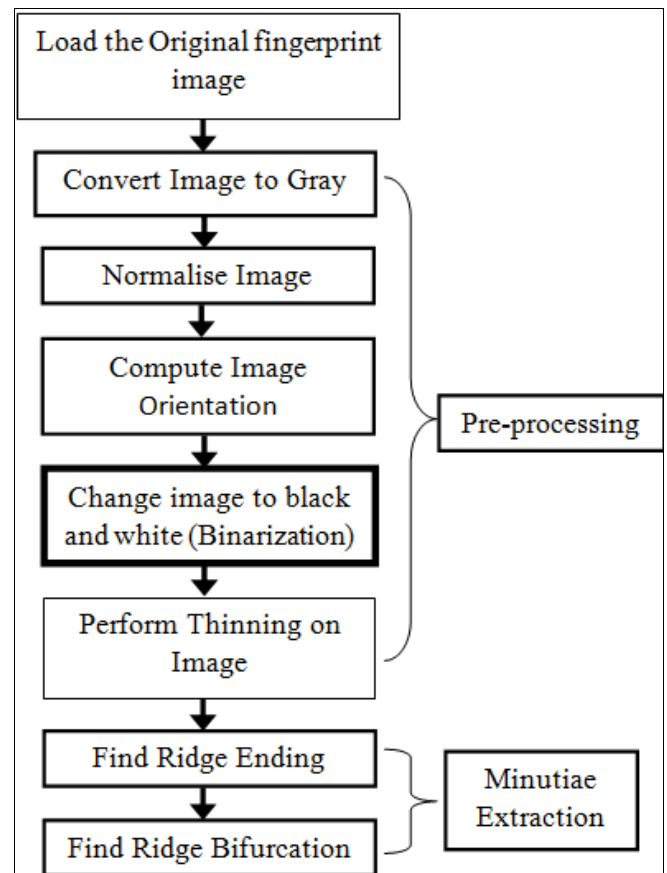 Load the Original fingerprint
image
Convert Image to Gray
Normalise Image
Compute Image
Orientation
Pre-processing
Change image to black
and white (Binarization)
Perform Thinning on
Image
Find Ridge Ending
Minutiae
Extraction
Find Ridge Bifurcation